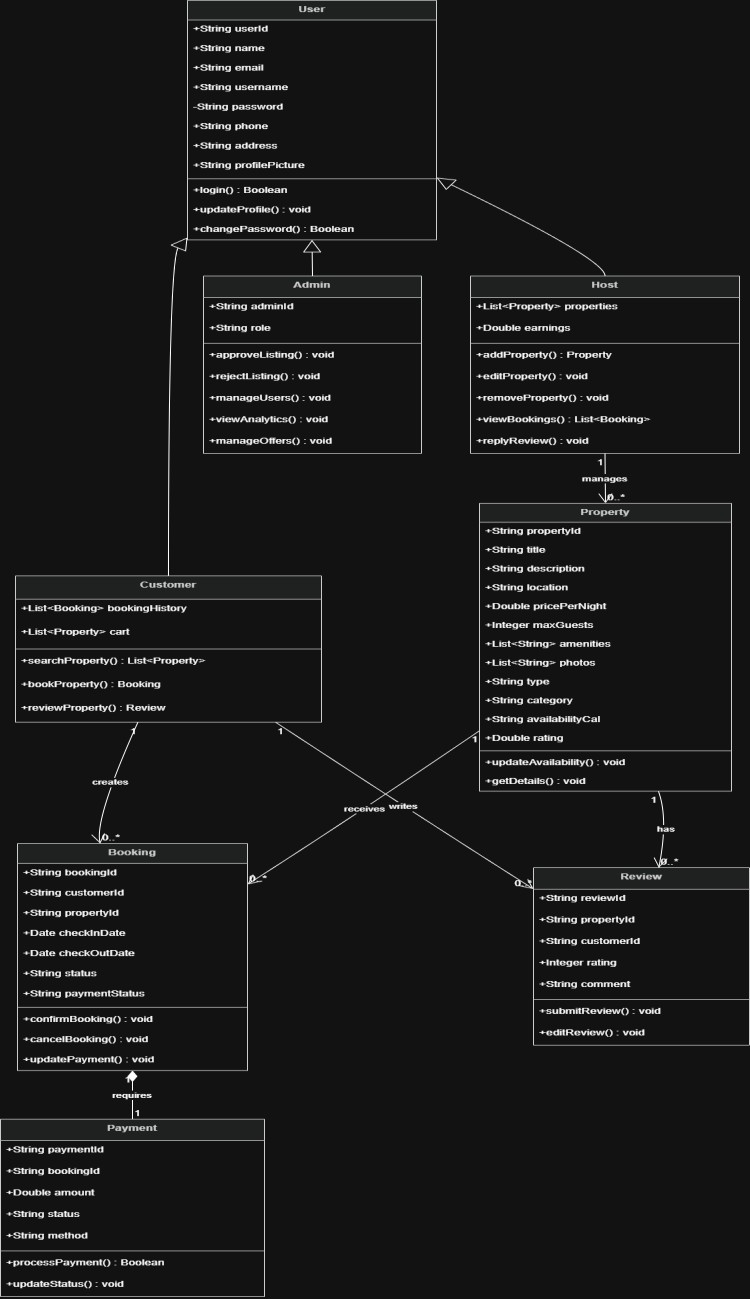 User
+String userId
+String name
+String email
+String username
-String password
+String phone
+String address
+String profilePicture
+login() : Boolean
+updateProfile() : void
+changePassword() : Boolean
Admin
+String adminId
+String role
+approveListing() : void
+rejectListing() : void
+manageUsers() : void
+viewAnalytics() : void
+manageOffers() : void
Host
+List<Property> properties
+Double earnings
+addProperty() : Property
+editProperty() : void
+removeProperty() : void
+viewBookings() : List<Booking>
+replyReview() : void
1
manages
0..*
Property
+String propertyId
+String title
+String description
+String location
+Double pricePerNight
+Integer maxGuests
+List<String> amenities
+List<String> photos
+String type
+String category
+String availabilityCal
+Double rating
+updateAvailability() : void
+getDetails() : void
Customer
+List<Booking> bookingHistory
+List<Property> cart
+searchProperty() : List<Property>
+bookProperty() : Booking
+reviewProperty() : Review
1
1
1
creates
receives
writes
1
has
0..*
0..*
0..*
0..*
Booking
+String bookingId
+String customerId
+String propertyId
+Date checkInDate
+Date checkOutDate
+String status
+String paymentStatus
+confirmBooking() : void
+cancelBooking() : void
+updatePayment() : void
Review
+String reviewId
+String propertyId
+String customerId
+Integer rating
+String comment
+submitReview() : void
+editReview() : void
1
requires
1
Payment
+String paymentId
+String bookingId
+Double amount
+String status
+String method
+processPayment() : Boolean
+updateStatus() : void